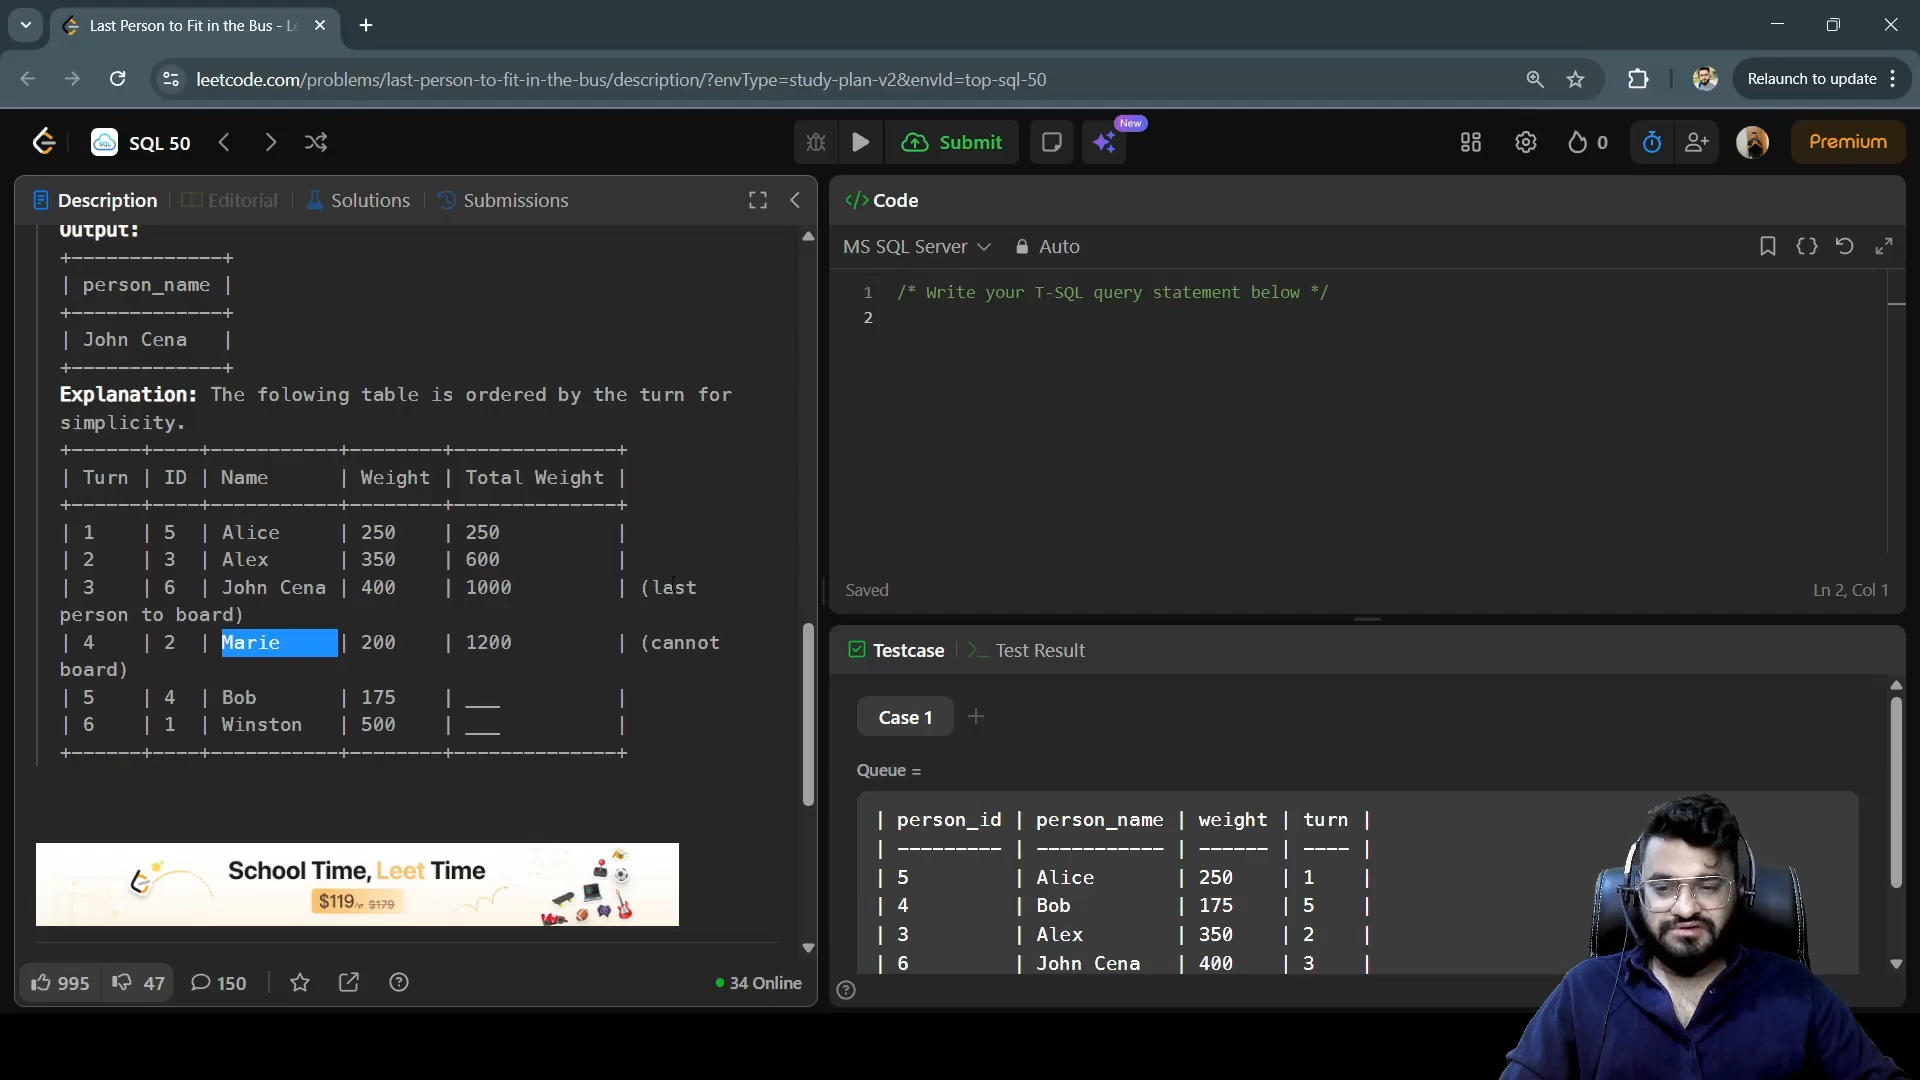 Last Person to Fit in the Bus - Le
leetcode.com/problems/last-person-to-fit-in-the-bus/description/?envType=study-plan-v2&envId=top-sql-50
Relaunch to update
SQL 50
Submit
New
0
Premium
Description
Editorial
Solutions
Submissions
Output:
+-------------+
| person_name |
+-------------+
| John Cena   |
+-------------+
Explanation: The folowing table is ordered by the turn for
simplicity.
+------+----+-----------+--------+--------------+
| Turn | ID | Name      | Weight | Total Weight |
+------+----+-----------+--------+--------------+
| 1    | 5  | Alice     | 250    | 250          |
| 2    | 3  | Alex      | 350    | 600          |
| 3    | 6  | John Cena | 400    | 1000         | (last
person to board)
| 4    | 2  | Marie     | 200    | 1200         | (cannot
board)
| 5    | 4  | Bob       | 175    | ___          |
| 6    | 1  | Winston   | 500    | ___          |
+------+----+-----------+--------+--------------+
School Time, Leet Time
$119/yr $179
995
47
150
34 Online
</> Code
MS SQL Server
Auto
1 /* Write your T-SQL query statement below */
2
Saved
Ln 2, Col 1
Testcase
>_ Test Result
Case 1
Queue =
| person_id | person_name | weight | turn |
| --------- | ----------- | ------ | ---- |
| 5         | Alice       | 250    | 1    |
| 4         | Bob         | 175    | 5    |
| 3         | Alex        | 350    | 2    |
| 6         | John Cena   | 400    | 3    |